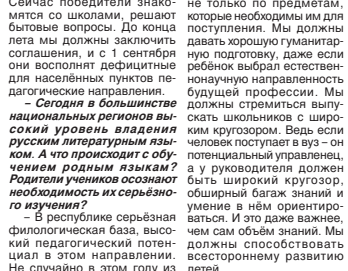 Сейчас победители знако-
мятся со школами, решают
бытовые вопросы. До конца
лета мы должны заключить
соглашения, и с 1 сентября
они восполнят дефицитные
для населённых пунктов пе-
дагогические направления.
– Сегодня в большинстве
национальных регионов вы-
сокий уровень владения
русским литературным язы-
ком. А что происходит с обу-
чением родным языкам?
Родители учеников осознают
необходимость их серьёзно-
го изучения?
– В республике серьёзная
филологическая база, высо-
кий педагогический потен-
циал в этом направлении.
Не случайно в этом году из
не только по предметам,
которые необходимы им для
поступления. Мы должны
давать хорошую гуманитар-
ную подготовку, даже если
ребёнок выбрал естествен-
нонаучную направленность
будущей профессии. Мы
должны стремиться выпу-
скать школьников с широ-
ким кругозором. Ведь если
человек поступает в вуз – он
потенциальный управленец,
а у руководителя должен
быть широкий кругозор,
обширный багаж знаний и
умение в нём ориентиро-
ваться. И это даже важнее,
чем сам объём знаний. Мы
должны способствовать
всестороннему развитию
детей.